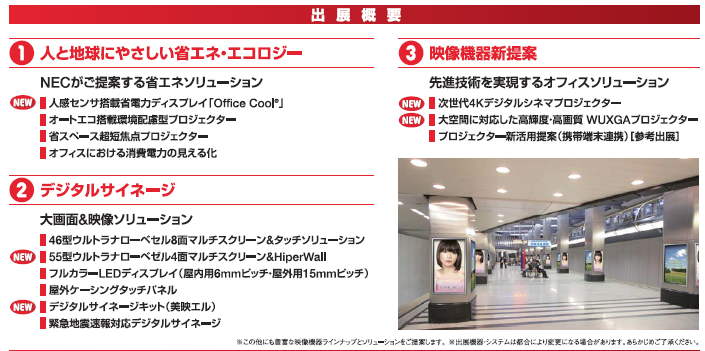 出展概要
1 人と地球にやさしい省エネ・エコロジー
NECがご提案する省エネソリューション
NEW 人感センサ搭載省電力ディスプレイ「Office Cool®」
オートエコ搭載環境配慮型プロジェクター
省スペース超短焦点プロジェクター
オフィスにおける消費電力の見える化
2 デジタルサイネージ
大画面&映像ソリューション
46型ウルトラナローベゼル8面マルチスクリーン&タッチソリューション
NEW 55型ウルトラナローベゼル4面マルチスクリーン&HiperWall
フルカラーLEDディスプレイ(屋内用6mmピッチ・屋外用15mmピッチ)
屋外ケーシングタッチパネル
NEW デジタルサイネージキット(美映エル)
緊急地震速報対応デジタルサイネージ
3 映像機器新提案
先進技術を実現するオフィスソリューション
NEW 次世代4Kデジタルシネマプロジェクター
NEW 大空間に対応した高輝度・高画質 WUXGAプロジェクター
プロジェクター新活用提案(携帯端末連携)[参考出展]
※この他にも豊富な映像機器ラインナップとソリューションをご提案します。 ※出展機器・システムは都合により変更になる場合があります。あらかじめご了承ください。